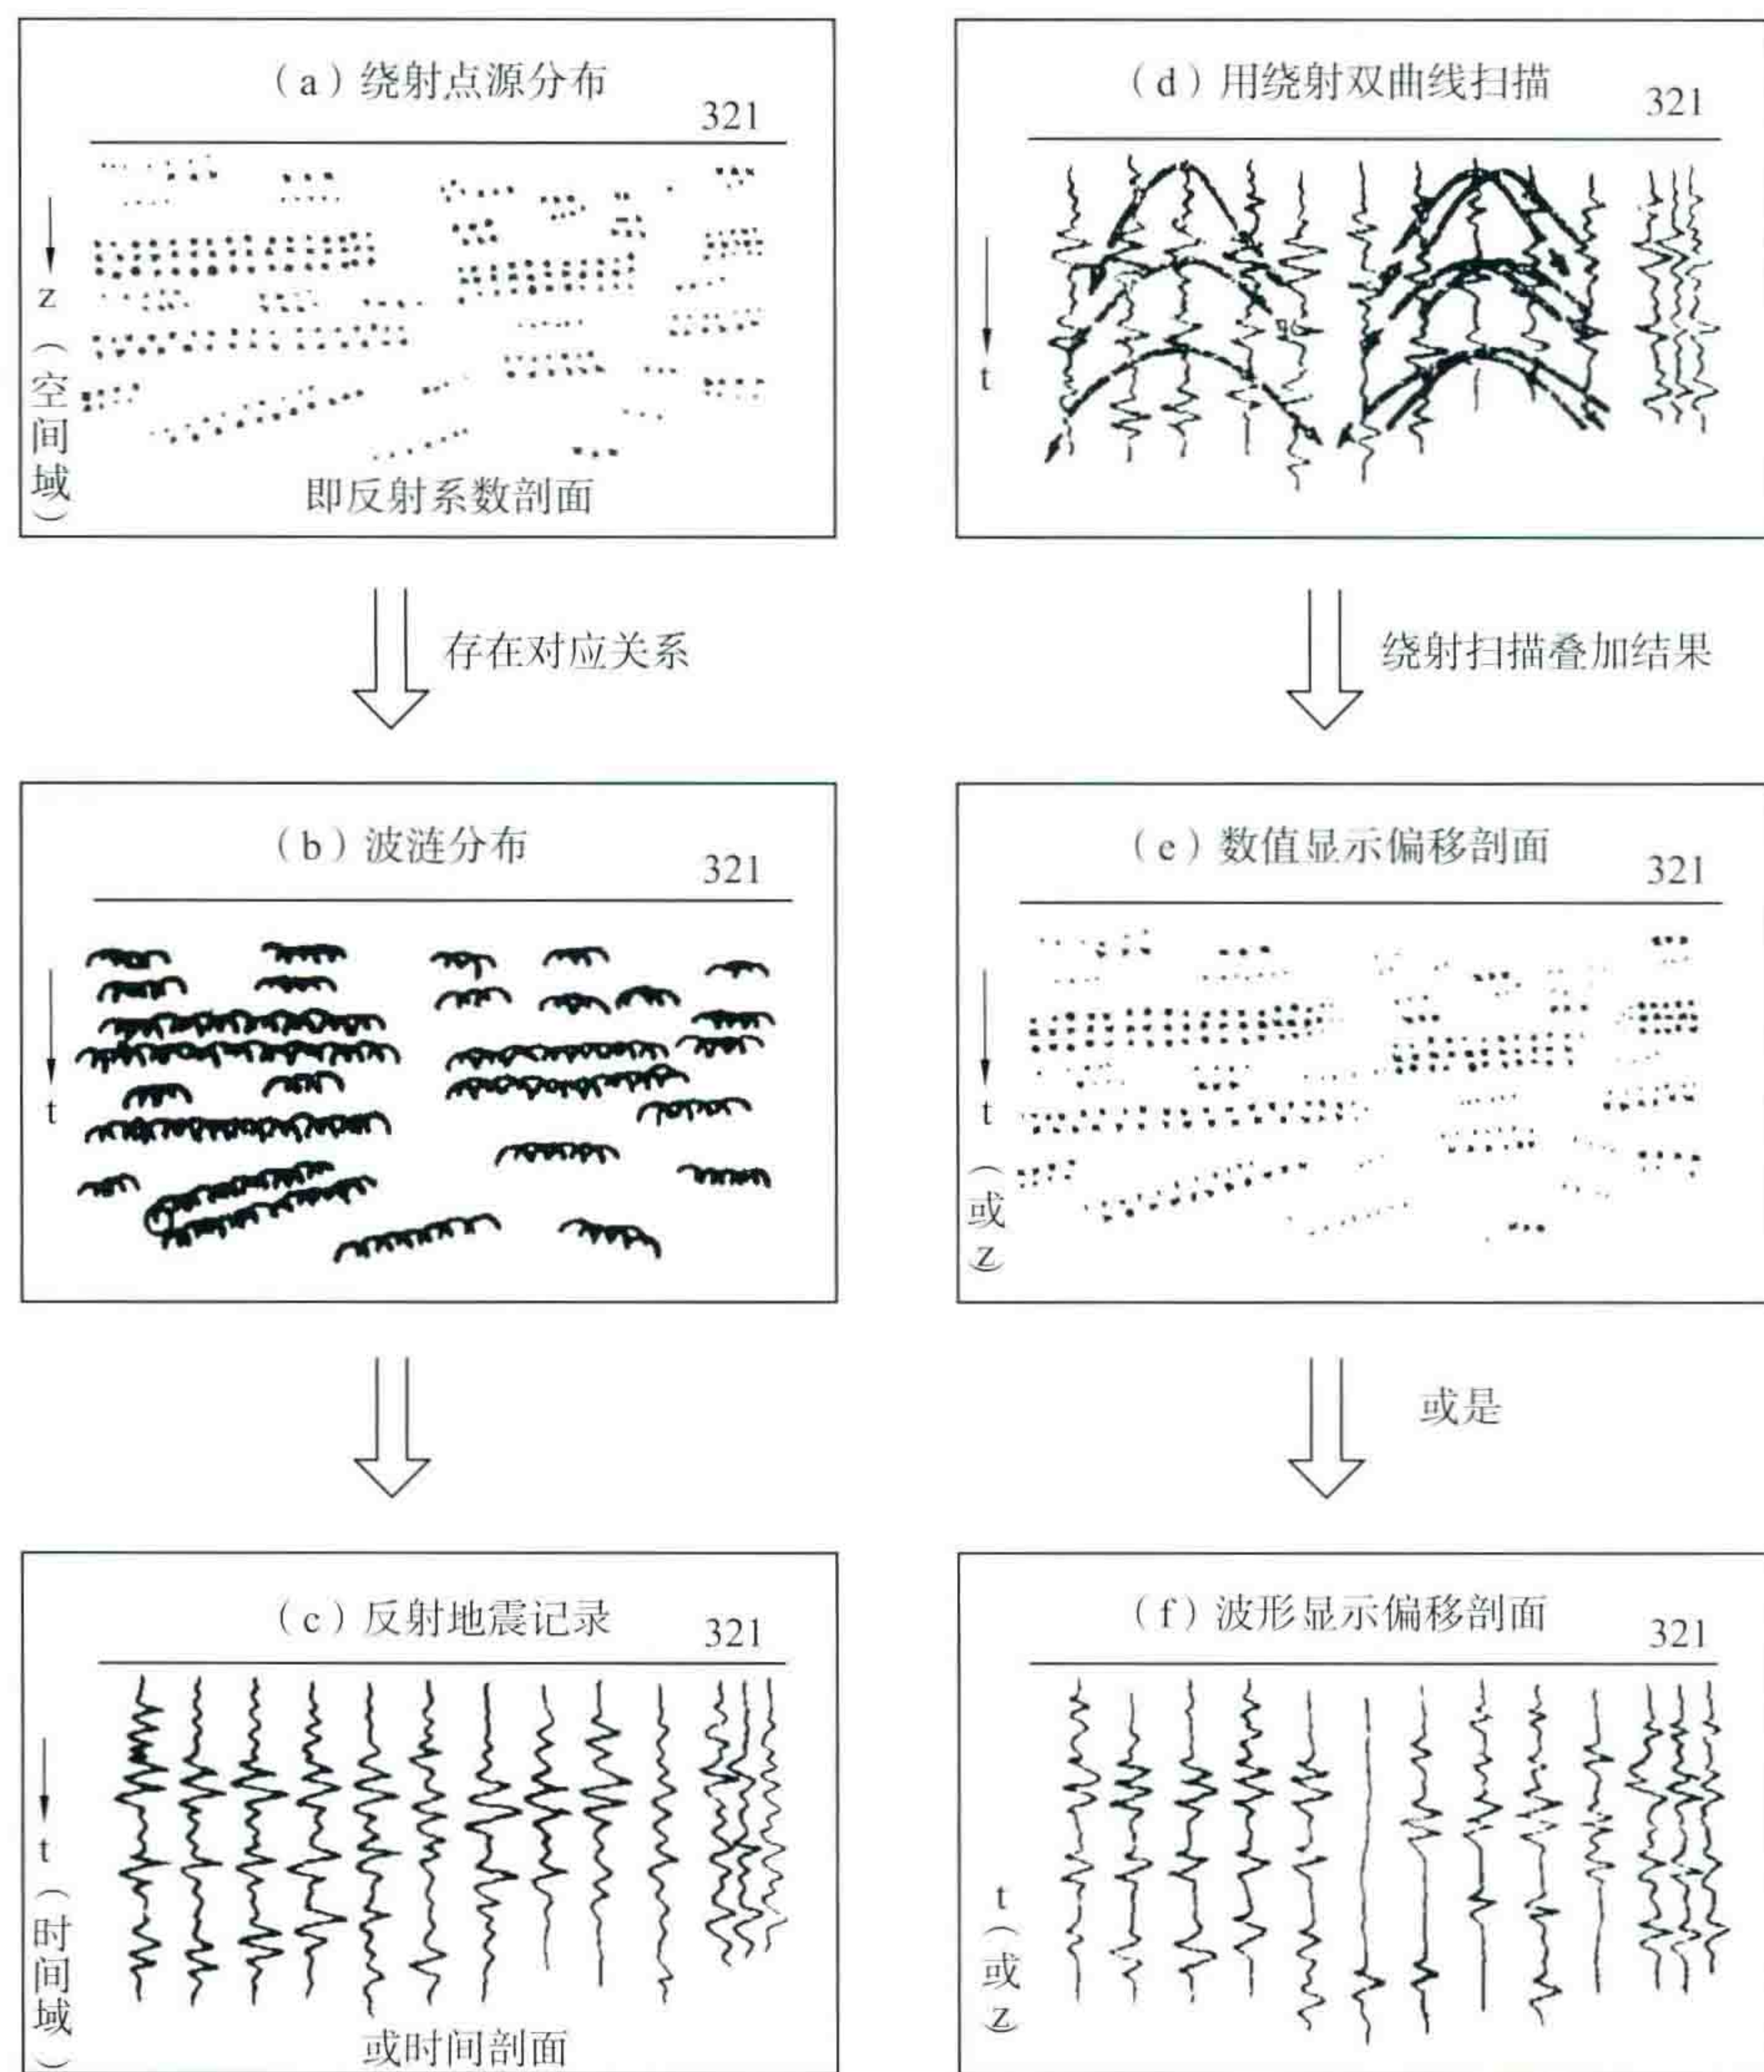 （a）绕射点源分布
321
z（空间域）
即反射系数剖面
存在对应关系
（b）波涟分布
321
t
（c）反射地震记录
321
t（时间域）
或时间剖面
（d）用绕射双曲线扫描
321
t
绕射扫描叠加结果
（e）数值显示偏移剖面
321
t（或z）
或是
（f）波形显示偏移剖面
321
t（或z）